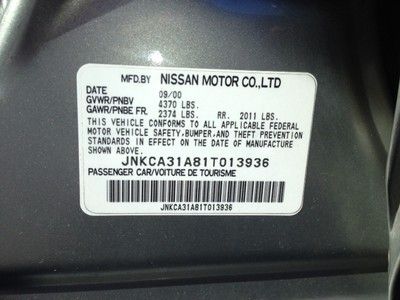 MFD.BY NISSAN MOTOR CO.,LTD
DATE 09/00
GVWR/PNBV 4370 LBS.
GAWR/PNBE FR. 2374 LBS. RR. 2011 LBS.
THIS VEHICLE CONFORMS TO ALL APPLICABLE FEDERAL
MOTOR VEHICLE SAFETY,BUMPER,AND THEFT PREVENTION
STANDARDS IN EFFECT ON THE DATE OF MANUFACTURE
SHOWN ABOVE.
JNKCA31A81T013936
PASSENGER CAR/VOITURE DE TOURISME
JNKCA31A81T013936